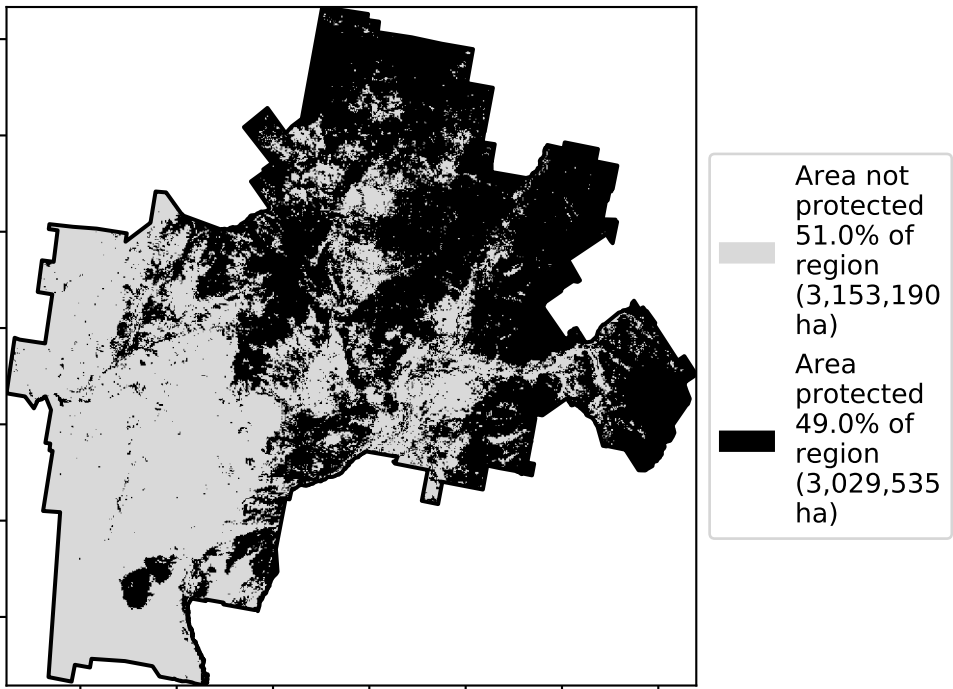 Area not
protected
51.0% of
region
(3,153,190
ha)
Area
protected
49.0% of
region
(3,029,535
ha)